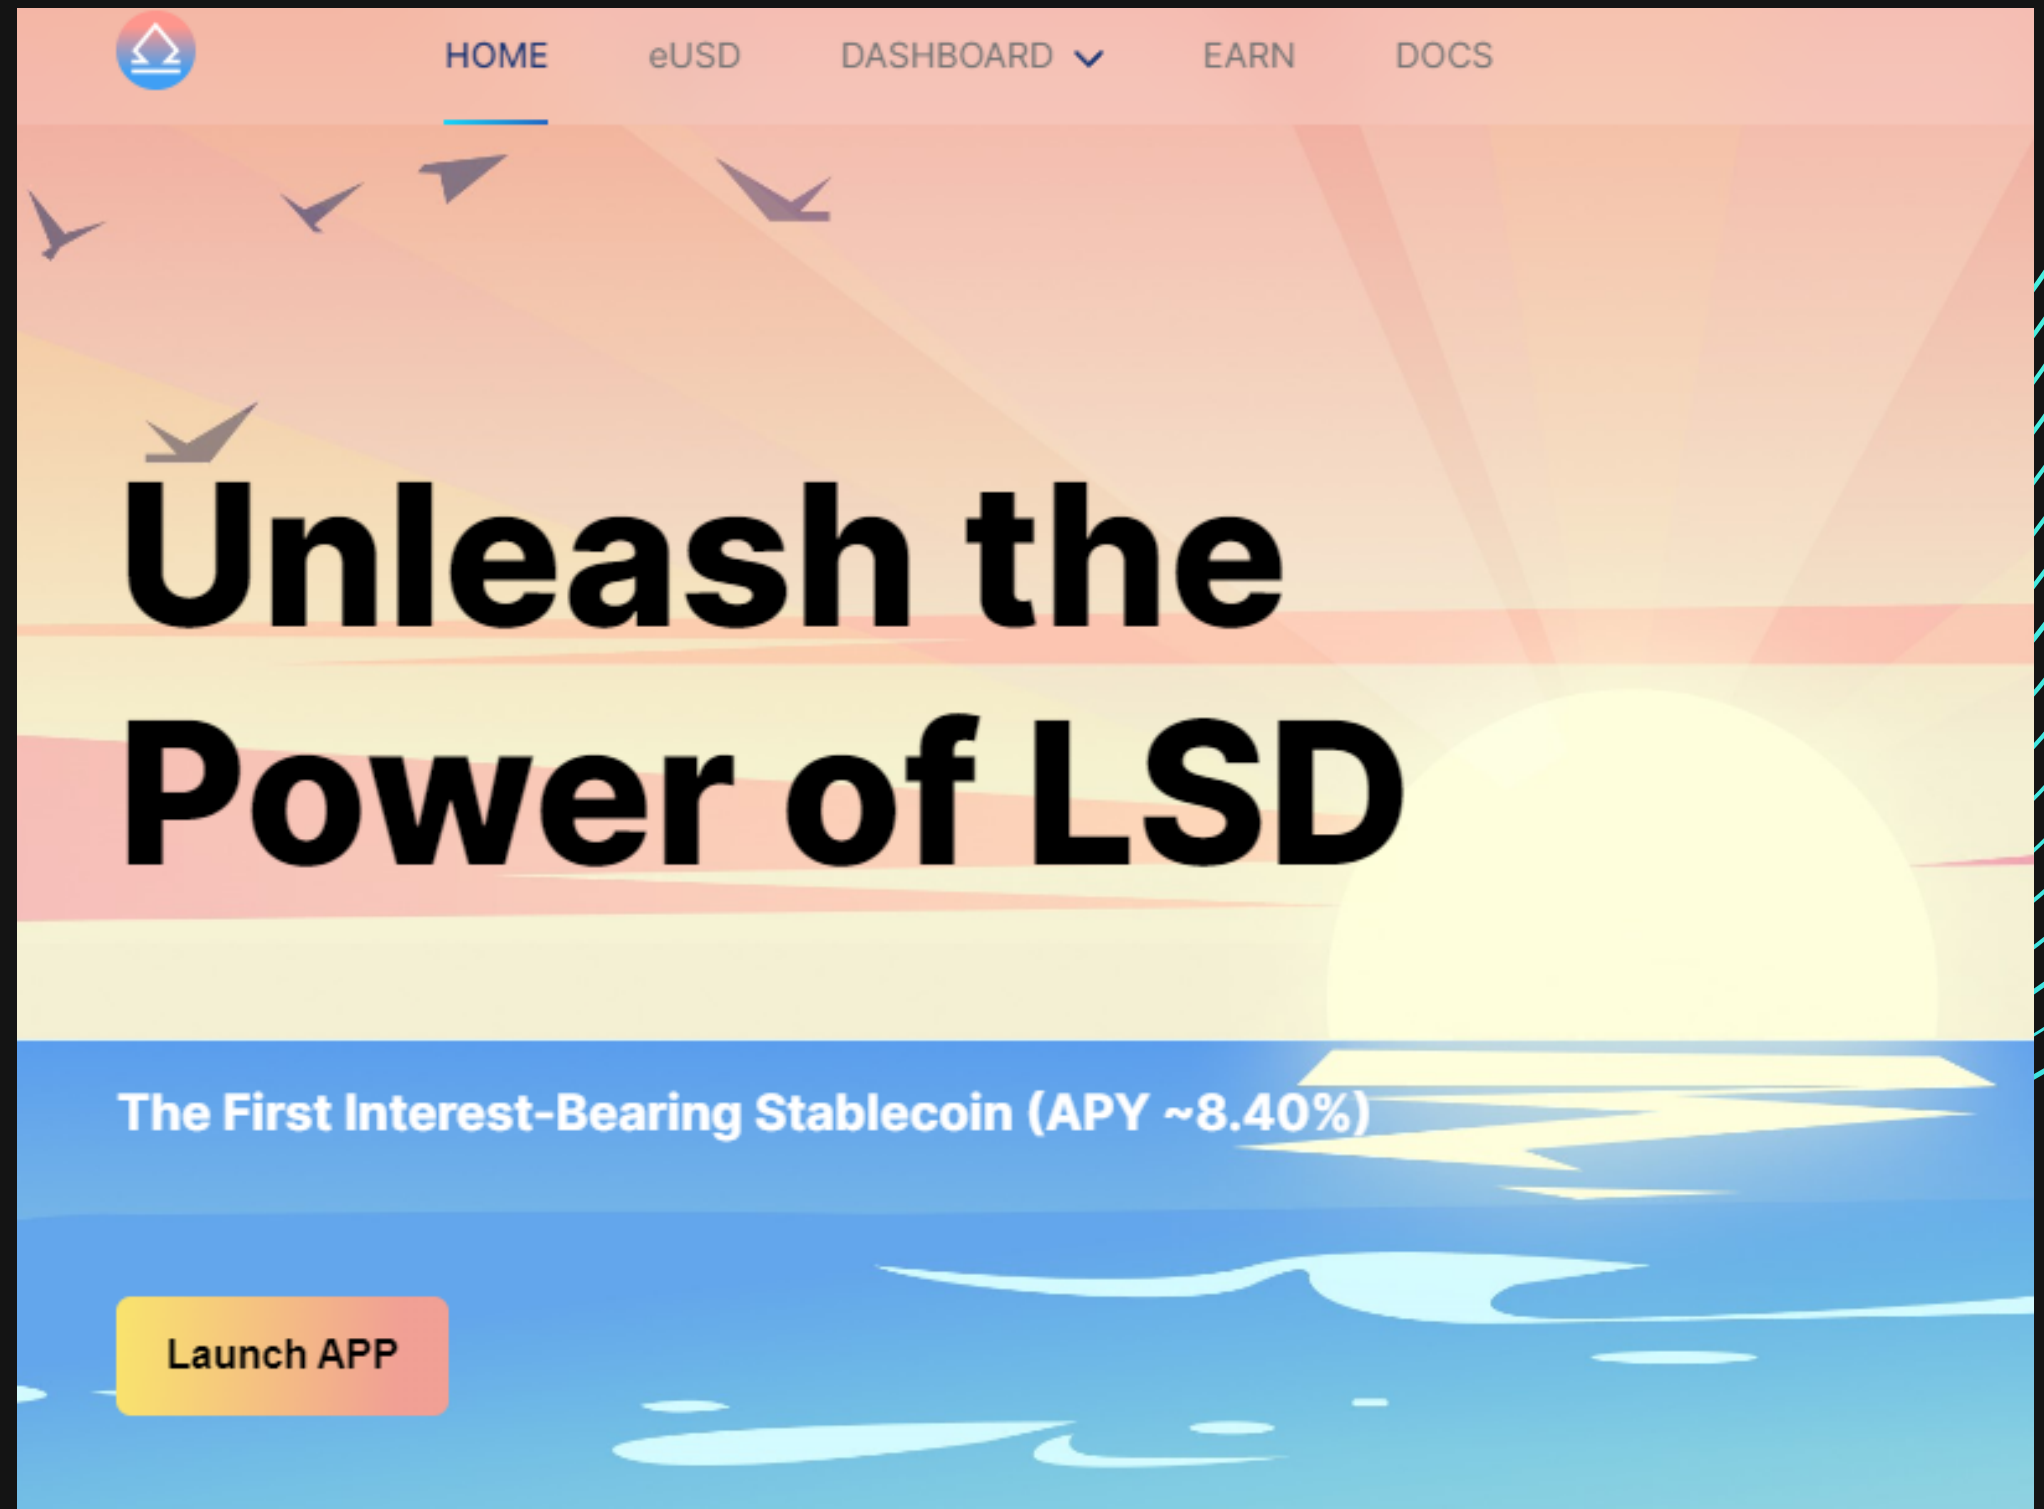 HOME eUSD DASHBOARD EARN DOCS
Unleash the
Power of LSD
The First Interest-Bearing Stablecoin (APY ~8.40%)
Launch APP